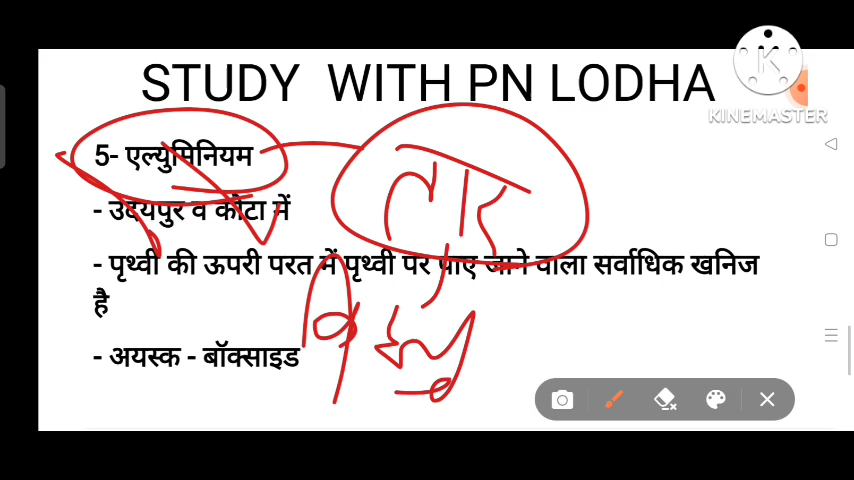 STUDY WITH PN LODHA
KINEMASTER
5- एल्युमिनियम
तार
- उदयपुर व कोटा में
- पृथ्वी की ऊपरी परत में पृथ्वी पर पाए जाने वाला सर्वाधिक खनिज
है
- अयस्क - बॉक्साइड